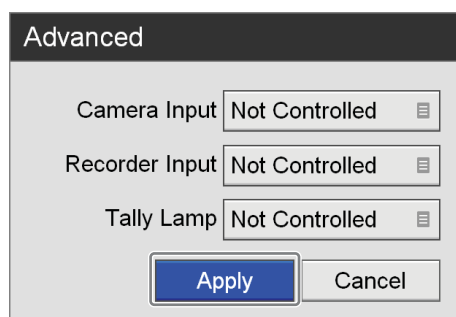 Advanced
Camera Input Not Controlled
Recorder Input Not Controlled
Tally Lamp Not Controlled
Apply Cancel